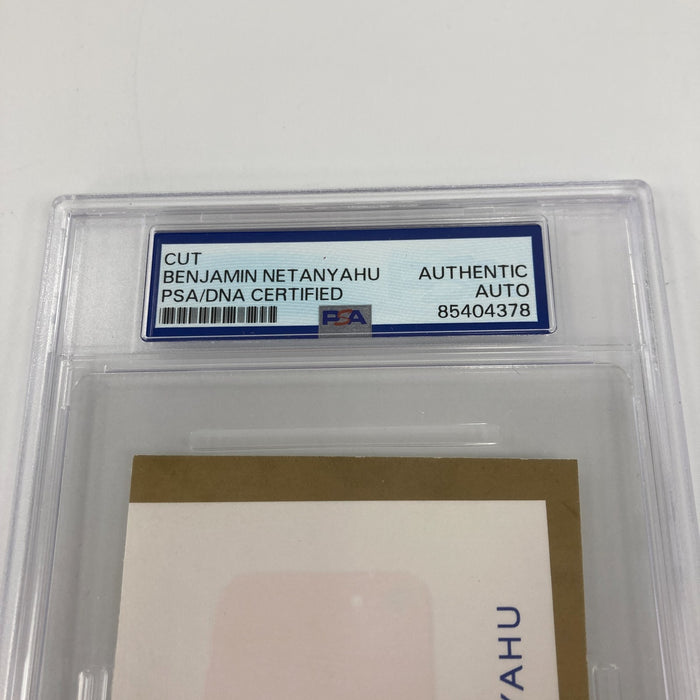 CUT
BENJAMIN NETANYAHU
PSA/DNA CERTIFIED
AUTHENTIC
AUTO
85404378
PSA
YAHU